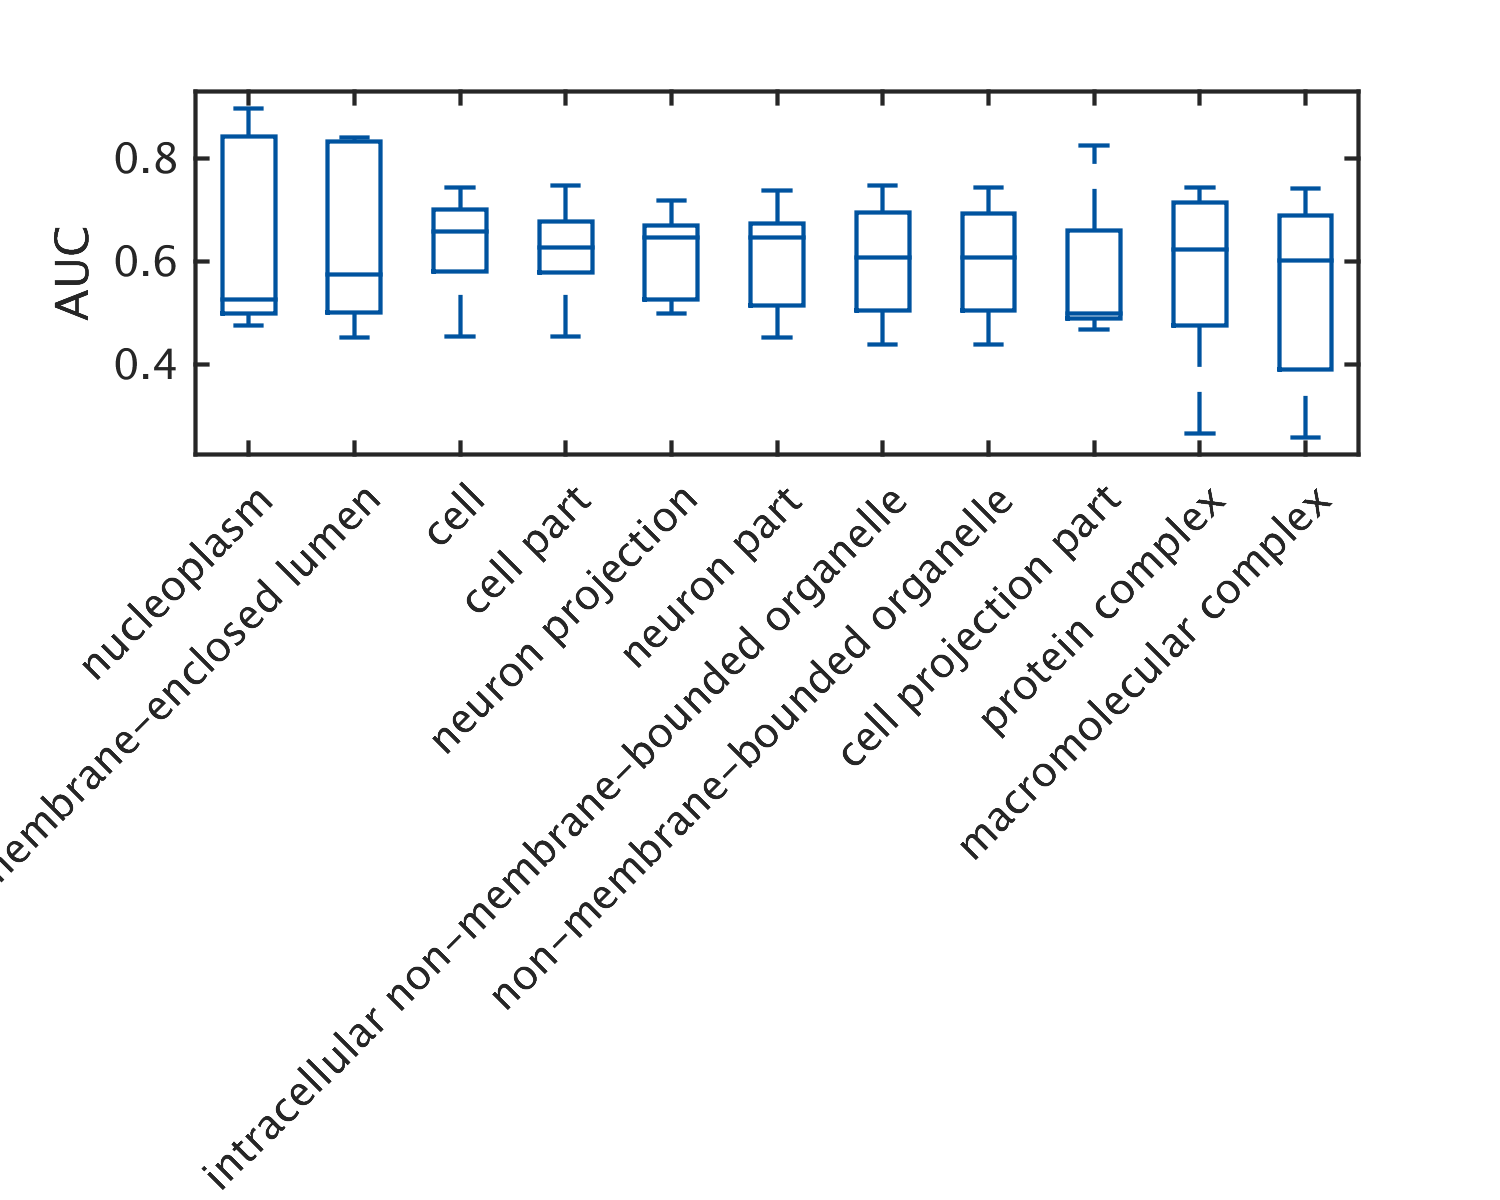 AUC
0.8
0.6
0.4
nucleoplasm
embrane-enclosed lumen
cell
cell part
neuron projection
neuron part
intracellular non-membrane-bounded organelle
non-membrane-bounded organelle
cell projection part
protein complex
macromolecular complex